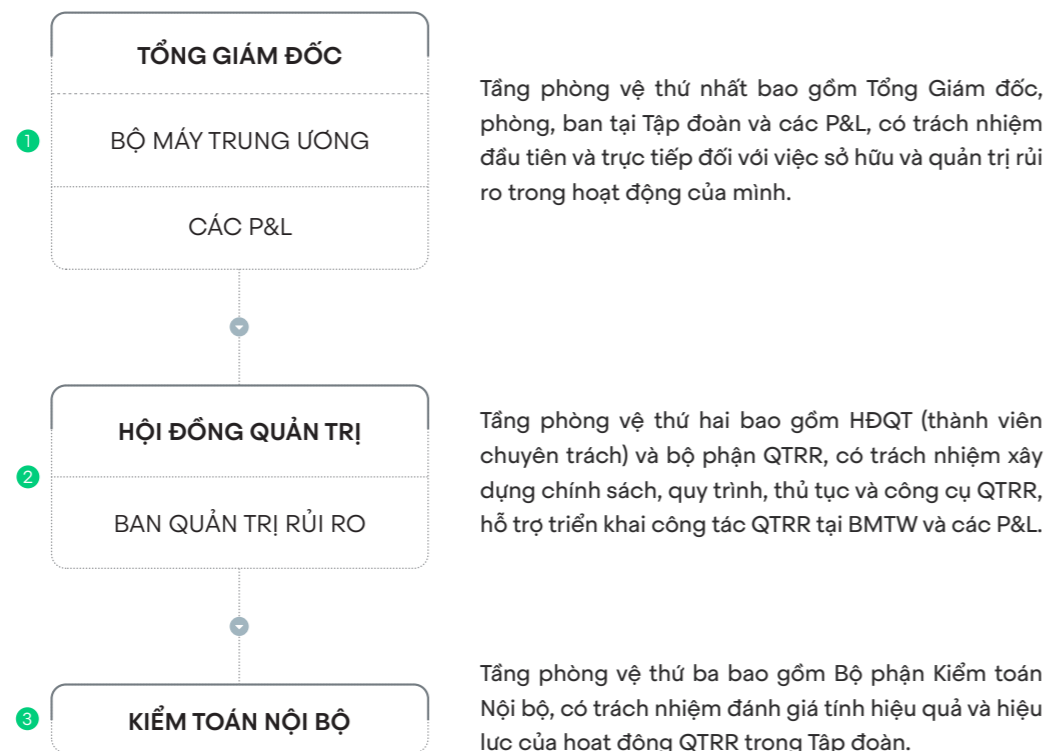 TỔNG GIÁM ĐỐC
1
BỘ MÁY TRUNG ƯƠNG
CÁC P&L
Tầng phòng vệ thứ nhất bao gồm Tổng Giám đốc,
phòng, ban tại Tập đoàn và các P&L, có trách nhiệm
đầu tiên và trực tiếp đối với việc sở hữu và quản trị rủi
ro trong hoạt động của mình.
HỘI ĐỒNG QUẢN TRỊ
2
BAN QUẢN TRỊ RỦI RO
Tầng phòng vệ thứ hai bao gồm HĐQT (thành viên
chuyên trách) và bộ phận QTRR, có trách nhiệm xây
dựng chính sách, quy trình, thủ tục và công cụ QTRR,
hỗ trợ triển khai công tác QTRR tại BMTW và các P&L.
3
KIỂM TOÁN NỘI BỘ
Tầng phòng vệ thứ ba bao gồm Bộ phận Kiểm toán
Nội bộ, có trách nhiệm đánh giá tính hiệu quả và hiệu
lực của hoạt động QTRR trong Tập đoàn.